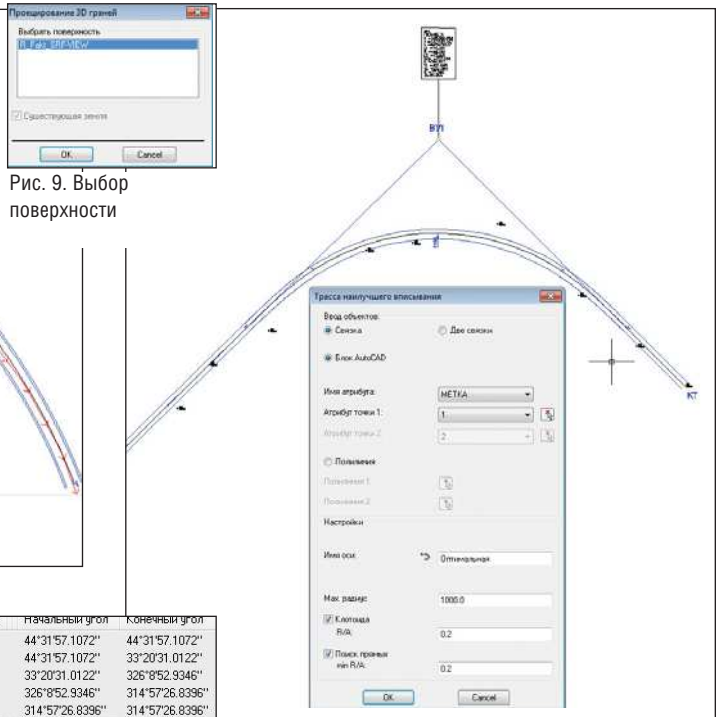 Проецирование 3D граней
Выбрать поверхность
Существующая земля
OK
Cancel
Рис. 9. Выбор
поверхности
ВУ1
КТ
Трасса наилучшего вписывания
Ввод объектов:
Связка
Две связки
Блок AutoCAD
Имя атрибута:
МЕТКА
Атрибут точки 1:
1
Атрибут точки 2:
2
Полилиния
Полилиния 1
Полилиния 2
Настройки
Имя оси:
Оптимальная
Мах. радиус:
1000.0
Клотоида
R/A:
0.2
Поиск прямых
min R/A:
0.2
OK
Cancel
Начальный угол Конечный угол
44°31'57.1072'' 44°31'57.1072''
44°31'57.1072'' 33°20'31.0122''
33°20'31.0122'' 326°8'52.9346''
326°8'52.9346'' 314°57'26.8396''
314°57'26.8396'' 314°57'26.8396''